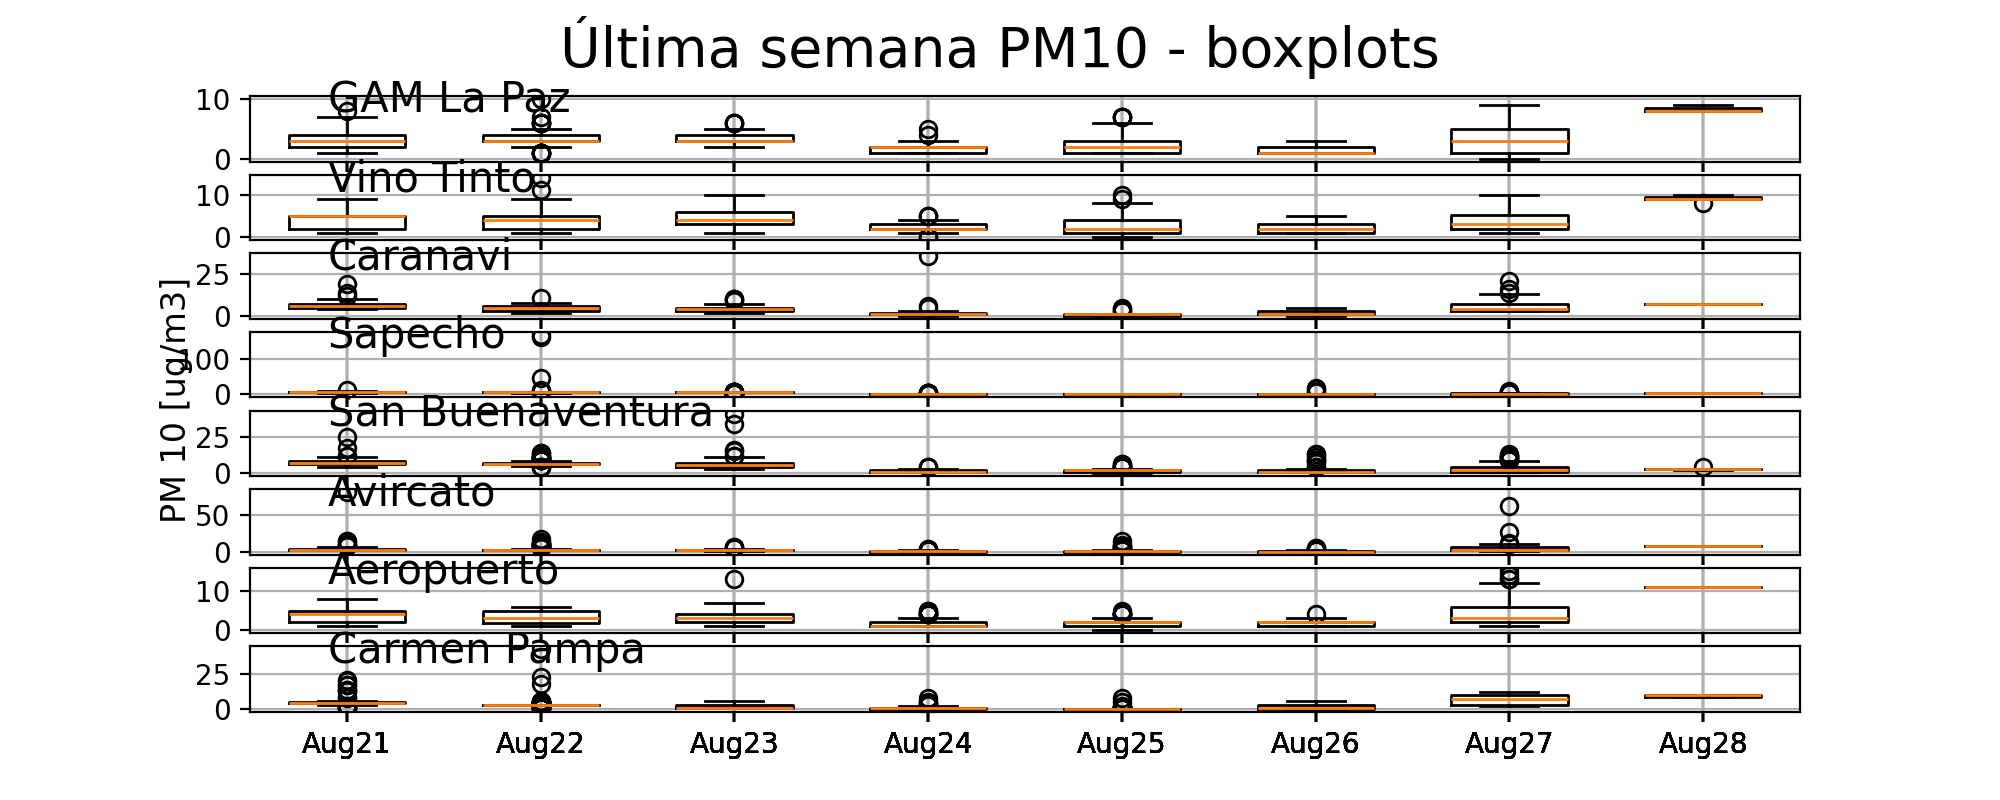 Última semana PM10 - boxplots
GAM La Paz
10
0
Vino Tinto
10
0
Caranavi
25
0
Sapecho
100
0
San Buenaventura
25
0
Avircato
50
0
Aeropuerto
10
0
Carmen Pampa
25
0
PM 10 [ug/m3]
Aug21 Aug22 Aug23 Aug24 Aug25 Aug26 Aug27 Aug28